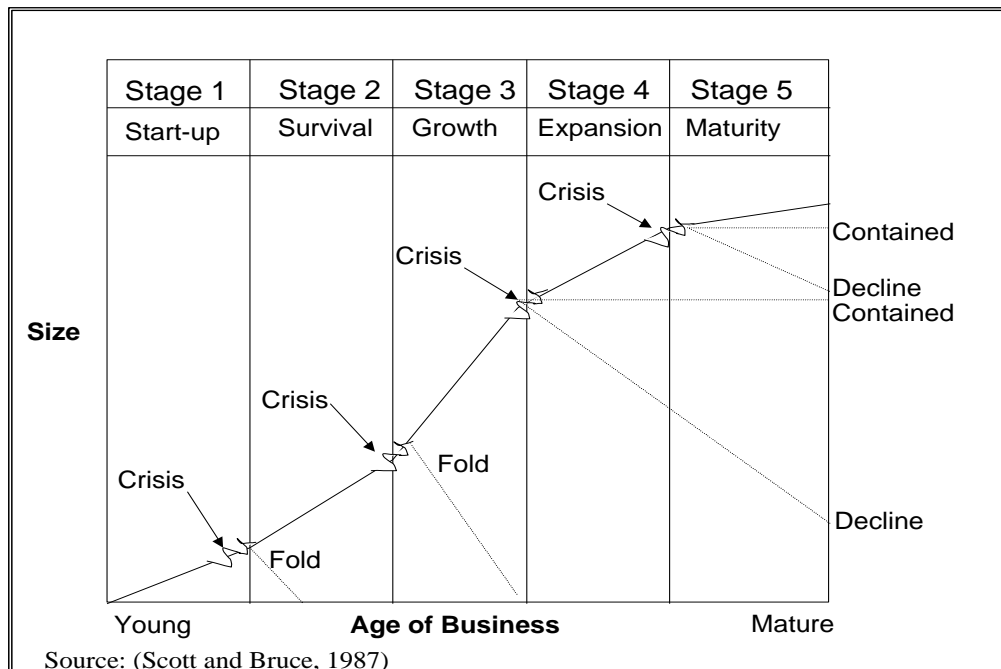 Stage 1 Stage 2 Stage 3 Stage 4 Stage 5
Start-up Survival Growth Expansion Maturity
Crisis
Contained
Crisis
Decline
Contained
Size
Crisis
Fold
Crisis
Decline
Fold
Young Age of Business Mature
Source: (Scott and Bruce, 1987)